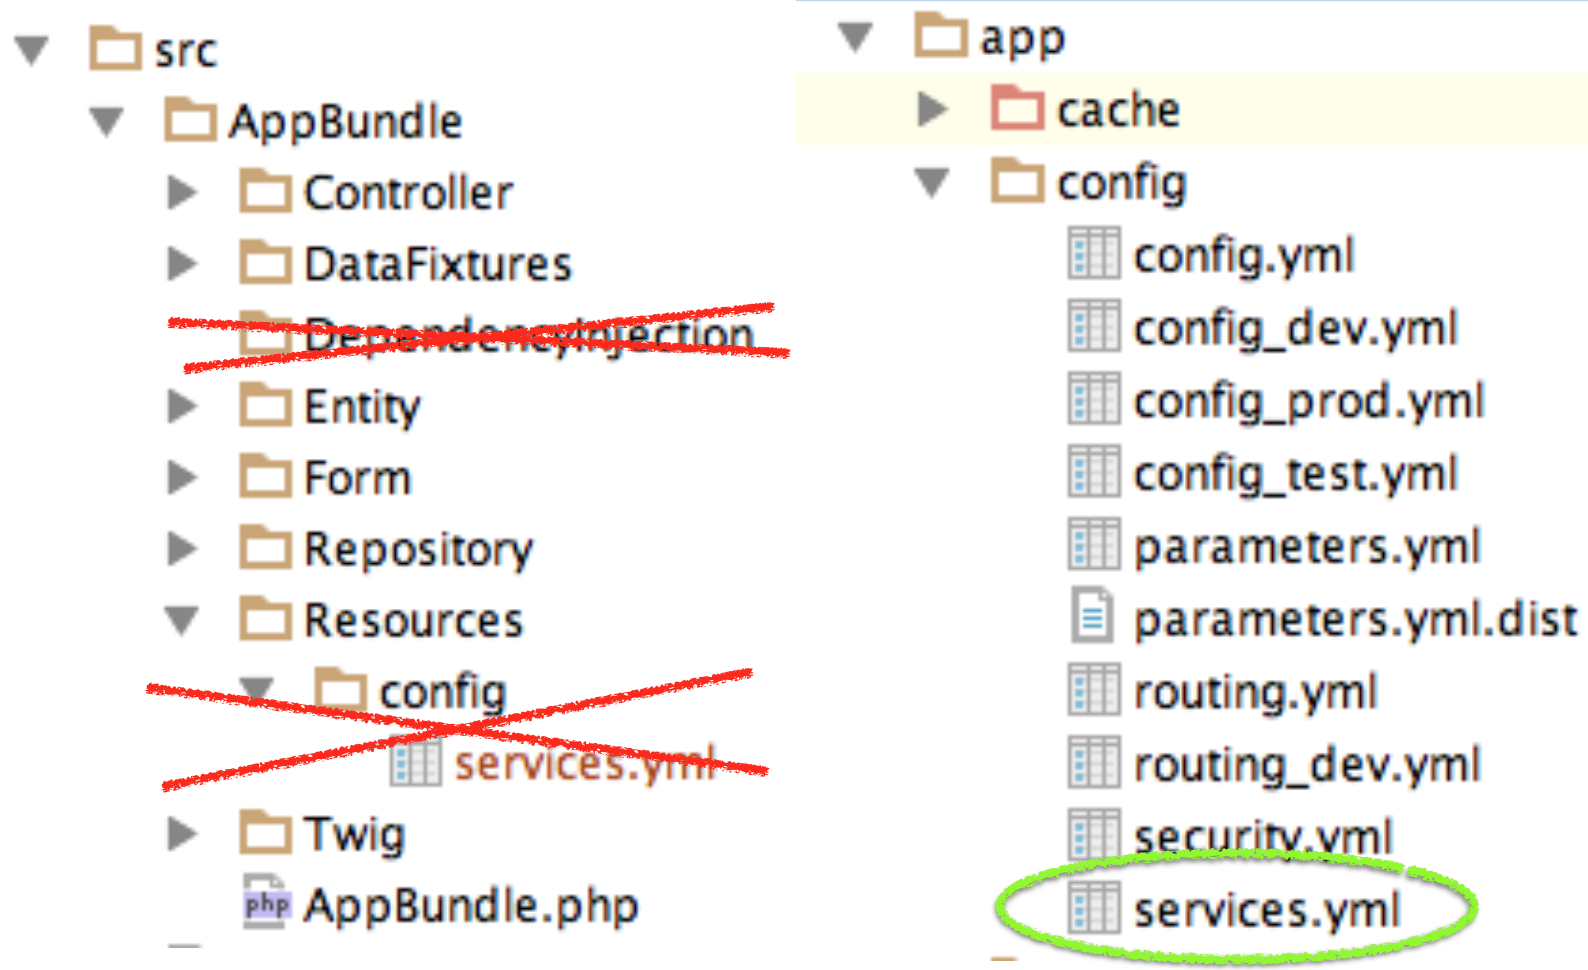 src
AppBundle
Controller
DataFixtures
DependencyInjection
Entity
Form
Repository
Resources
config
services.yml
Twig
php
AppBundle.php
app
cache
config
config.yml
config_dev.yml
config_prod.yml
config_test.yml
parameters.yml
parameters.yml.dist
routing.yml
routing_dev.yml
security.yml
services.yml